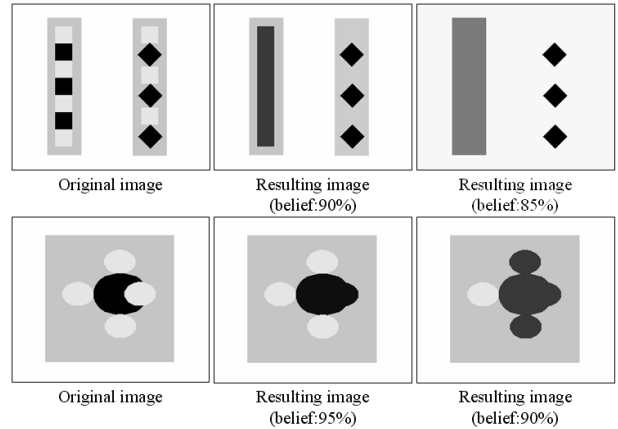 Original image
Resulting image
(belief:90%)
Resulting image
(belief:85%)
Original image
Resulting image
(belief:95%)
Resulting image
(belief:90%)